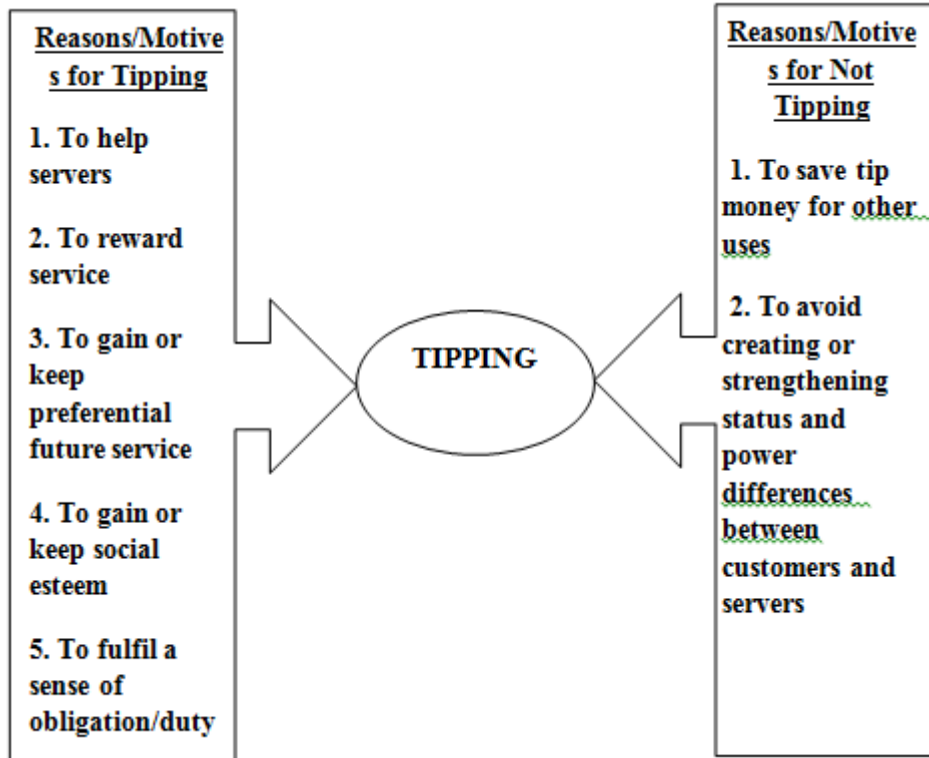 Reasons/Motive
s for Tipping
1. To help
servers
2. To reward
service
3. To gain or
keep
preferential
future service
4. To gain or
keep social
esteem
5. To fulfil a
sense of
obligation/duty
TIPPING
Reasons/Motive
s for Not
Tipping
1. To save tip
money for other
uses
2. To avoid
creating or
strengthening
status and
power
differences
between
customers and
servers